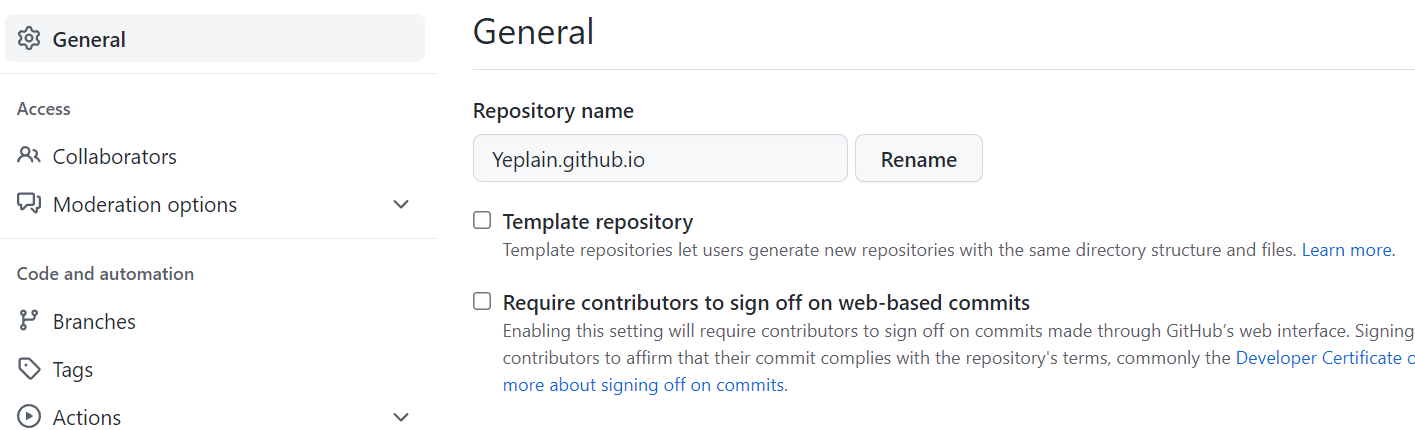 General
Access
Collaborators
Moderation options
Code and automation
Branches
Tags
Actions
General
Repository name
Yeplain.github.io
Rename
Template repository
Template repositories let users generate new repositories with the same directory structure and files. Learn more.
Require contributors to sign off on web-based commits
Enabling this setting will require contributors to sign off on commits made through GitHub’s web interface. Signing
contributors to affirm that their commit complies with the repository's terms, commonly the Developer Certificate
more about signing off on commits.